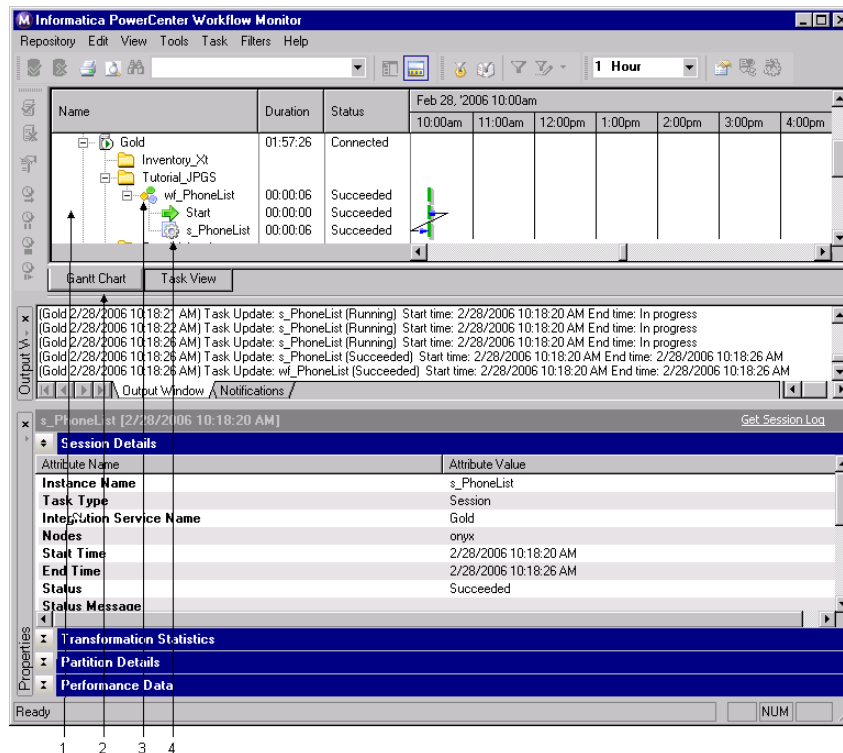 Informatica PowerCenter Workflow Monitor
Repository Edit View Tools Task Filters Help
1 Hour
Name Duration Status Feb 28, '2006 10:00am
10:00am 11:00am 12:00pm 1:00pm 2:00pm 3:00pm 4:00pm
Gold 01:57:26 Connected
Inventory_Xt
Tutorial_JPGS
wf_PhoneList 00:00:06 Succeeded
Start 00:00:00 Succeeded
s_PhoneList 00:00:06 Succeeded
Gantt Chart Task View
(Gold 2/28/2006 10:18:21 AM) Task Update: s_PhoneList (Running) Start time: 2/28/2006 10:18:20 AM End time: In progress
(Gold 2/28/2006 10:18:22 AM) Task Update: s_PhoneList (Running) Start time: 2/28/2006 10:18:20 AM End time: In progress
(Gold 2/28/2006 10:18:26 AM) Task Update: s_PhoneList (Running) Start time: 2/28/2006 10:18:20 AM End time: In progress
(Gold 2/28/2006 10:18:26 AM) Task Update: s_PhoneList (Succeeded) Start time: 2/28/2006 10:18:20 AM End time: 2/28/2006 10:18:26 AM
(Gold 2/28/2006 10:18:26 AM) Task Update: wf_PhoneList (Succeeded) Start time: 2/28/2006 10:18:20 AM End time: 2/28/2006 10:18:26 AM
Output W
Output Window Notifications
s_PhoneList [2/28/2006 10:18:20 AM] Get Session Log
Session Details
Attribute Name Attribute Value
Instance Name s_PhoneList
Task Type Session
Integration Service Name Gold
Nodes onyx
Start Time 2/28/2006 10:18:20 AM
End Time 2/28/2006 10:18:26 AM
Status Succeeded
Status Message
Transformation Statistics
Partition Details
Performance Data
Properties
Ready NUM
1 2 3 4